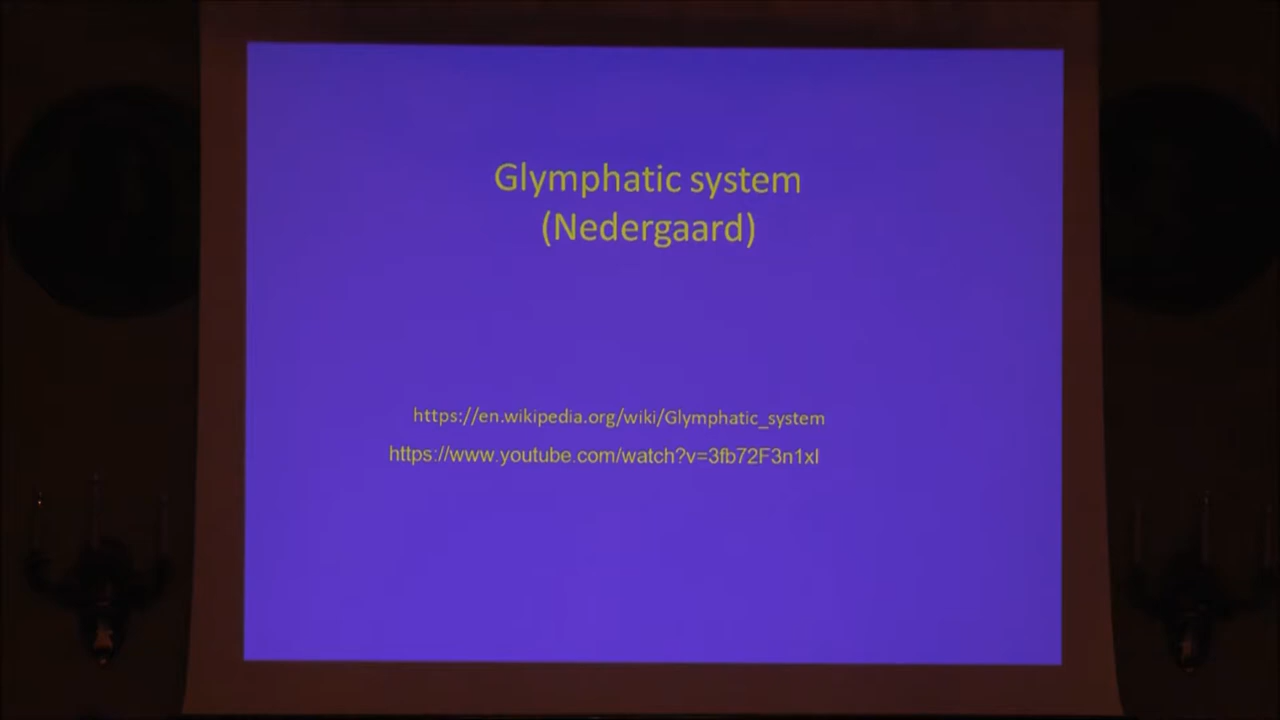 Glymphatic system
(Nedergaard)
https://en.wikipedia.org/wiki/Glymphatic_system
https://www.youtube.com/watch?v=3fb72F3n1xI